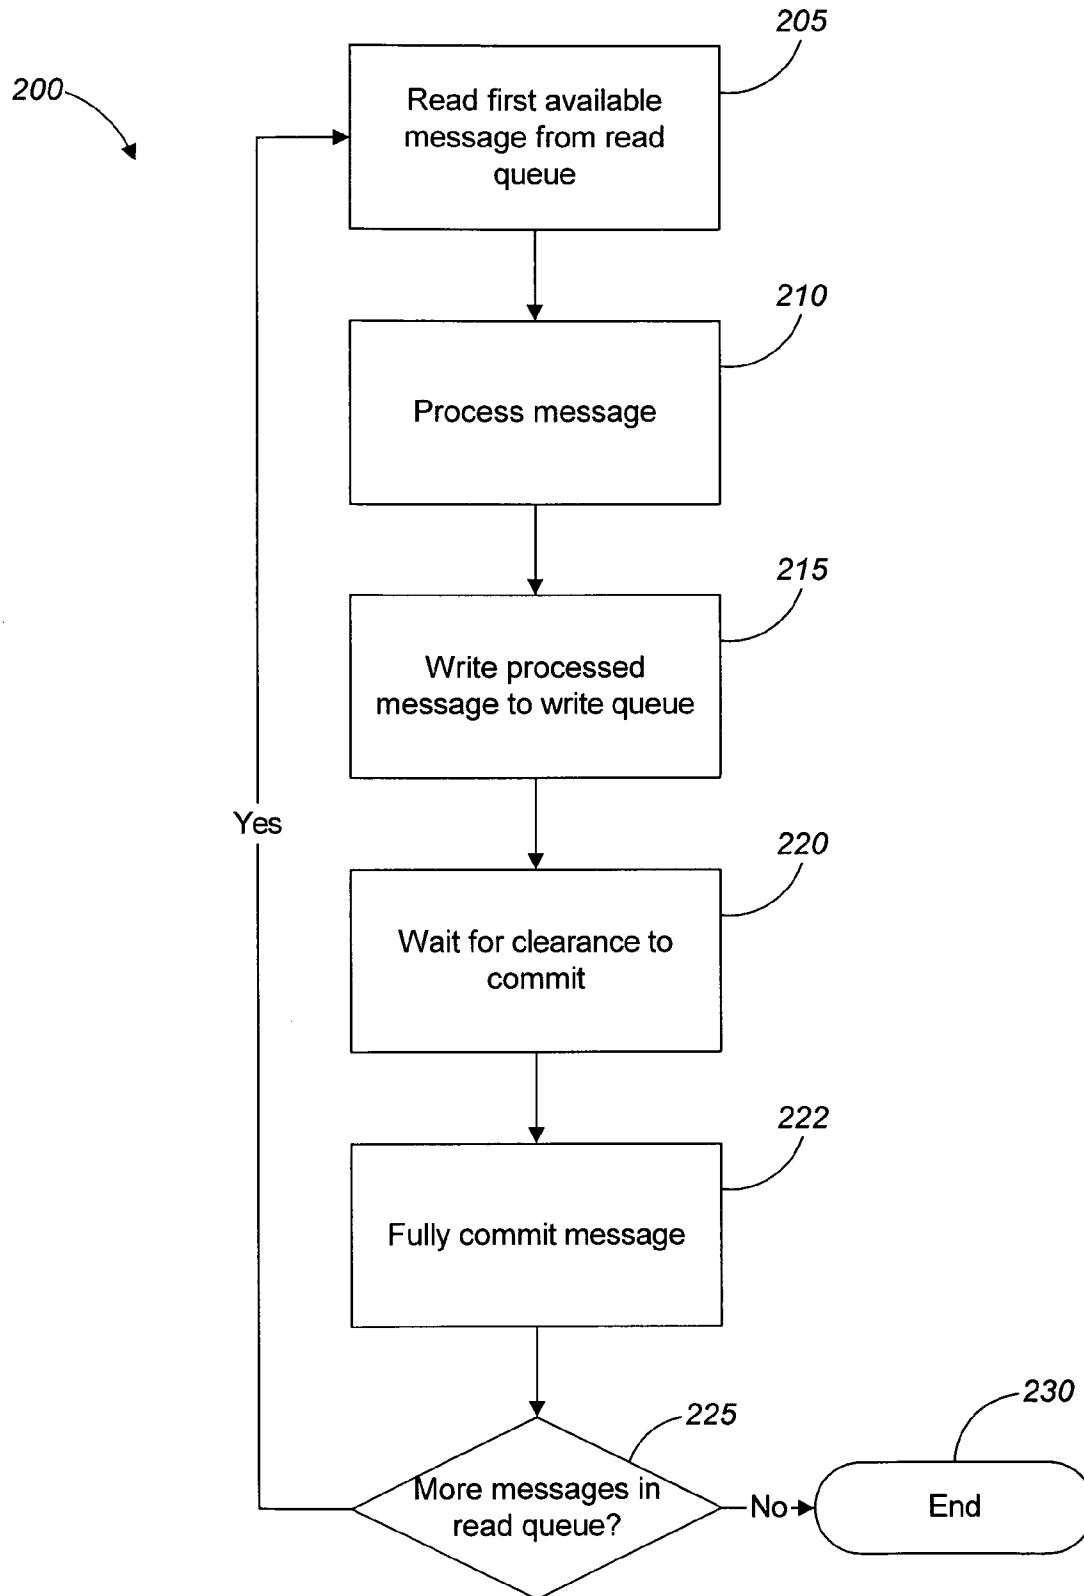 205
200
Read first available
message from read
queue
210
Process message
215
Write processed
message to write queue
Yes
220
Wait for clearance to
commit
222
Fully commit message
225
230
More messages in
read queue?
No
End